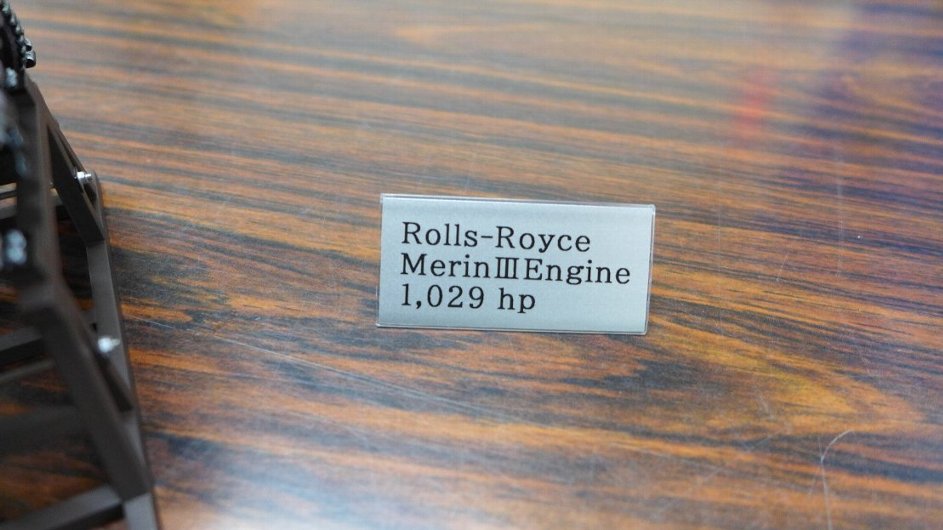 Rolls-Royce
MerinⅢEngine
1,029 hp